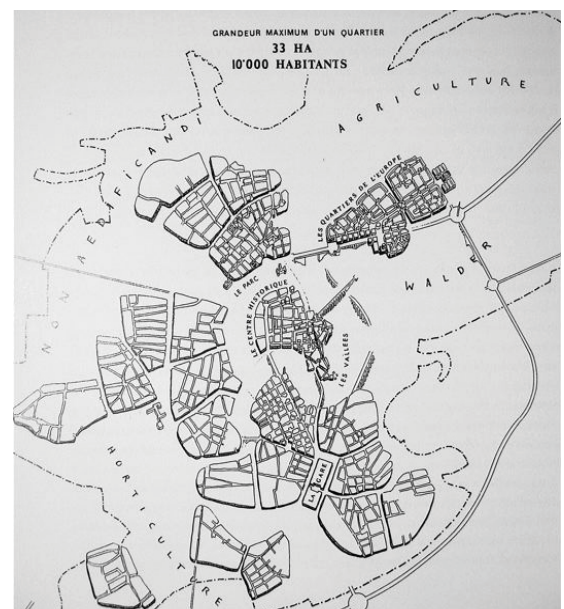 GRANDEUR MAXIMUM D'UN QUARTIER
33 HA
10'000 HABITANTS
AGRICULTURE
NON AEDIFICANDI
LES QUARTIERS DE L'EUROPE
WALDER
LE PARC
LE CENTRE HISTORIQUE
LES VALLEES
LA GARE
HORTICULTURE